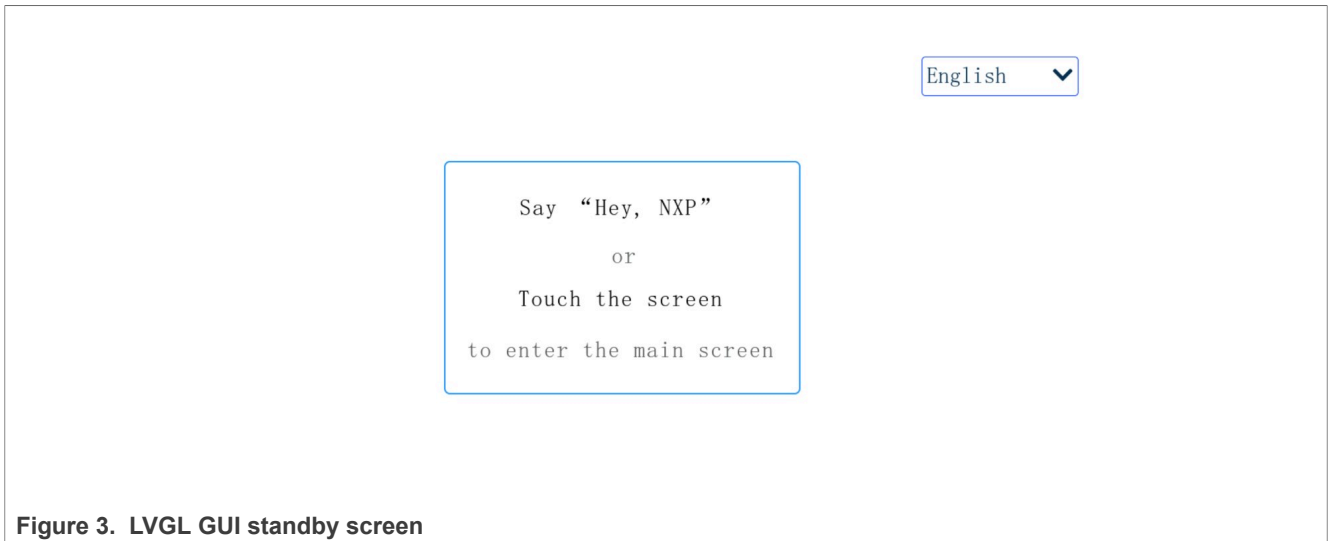 English
Say “Hey, NXP”
or
Touch the screen
to enter the main screen
Figure 3. LVGL GUI standby screen